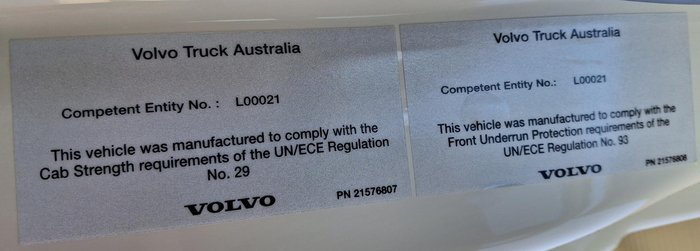 Volvo Truck Australia
Competent Entity No. : L00021
This vehicle was manufactured to comply with the
Cab Strength requirements of the UN/ECE Regulation
No. 29
PN 21576807
VOLVO
Volvo Truck Australia
Competent Entity No.: L00021
This vehicle was manufactured to comply with the
Front Underrun Protection requirements of the
UN/ECE Regulation No. 93
PN 21576808
VOLVO